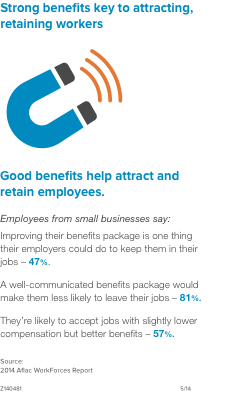 Strong benefits key to attracting,
retaining workers
Good benefits help attract and
retain employees.
Employees from small businesses say:
Improving their benefits package is one thing
their employers could do to keep them in their
jobs – 47%.
A well-communicated benefits package would
make them less likely to leave their jobs – 81%.
They're likely to accept jobs with slightly lower
compensation but better benefits – 57%.
Source:
2014 Aflac WorkForces Report
Z140481 5/14